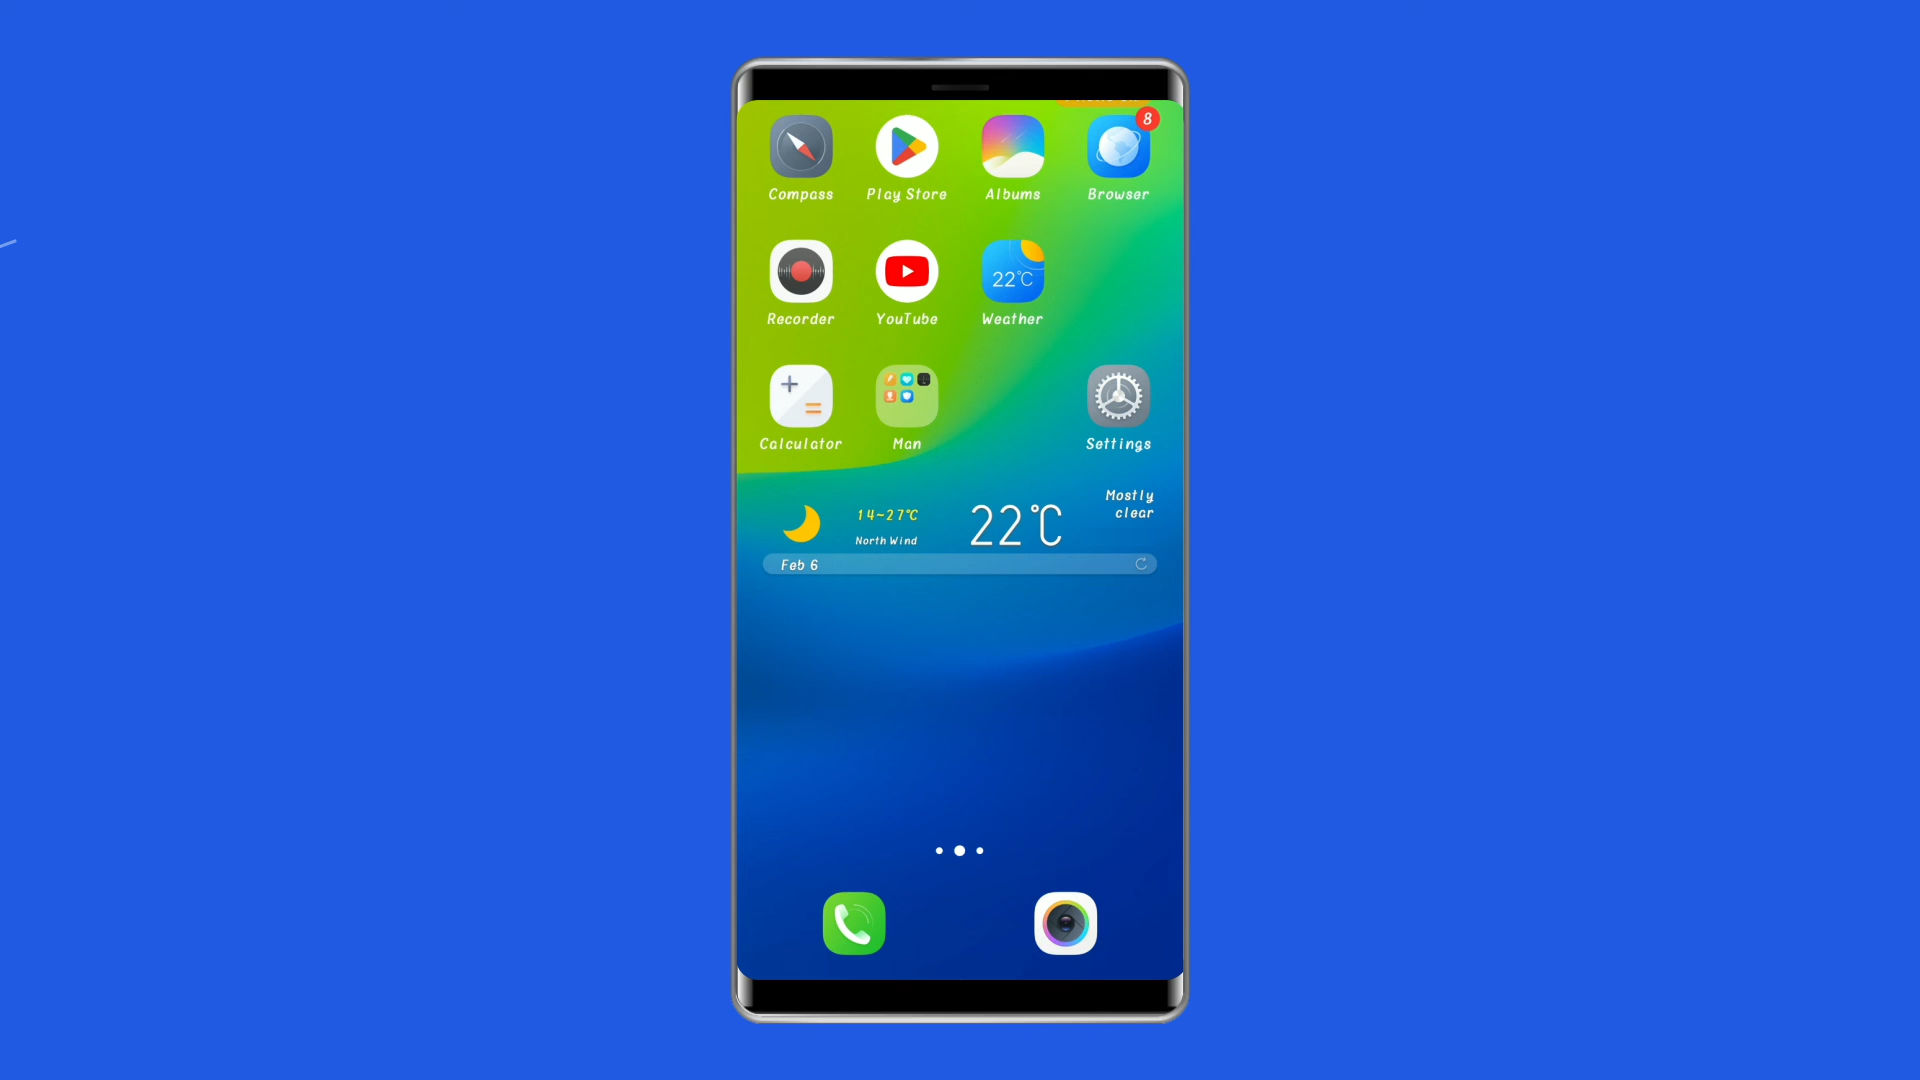 8
Compass
Play Store
Albums
Browser
22°C
Recorder
YouTube
Weather
Calculator
Man
Settings
14~27°C
North Wind
22°C
Mostly
clear
Feb 6